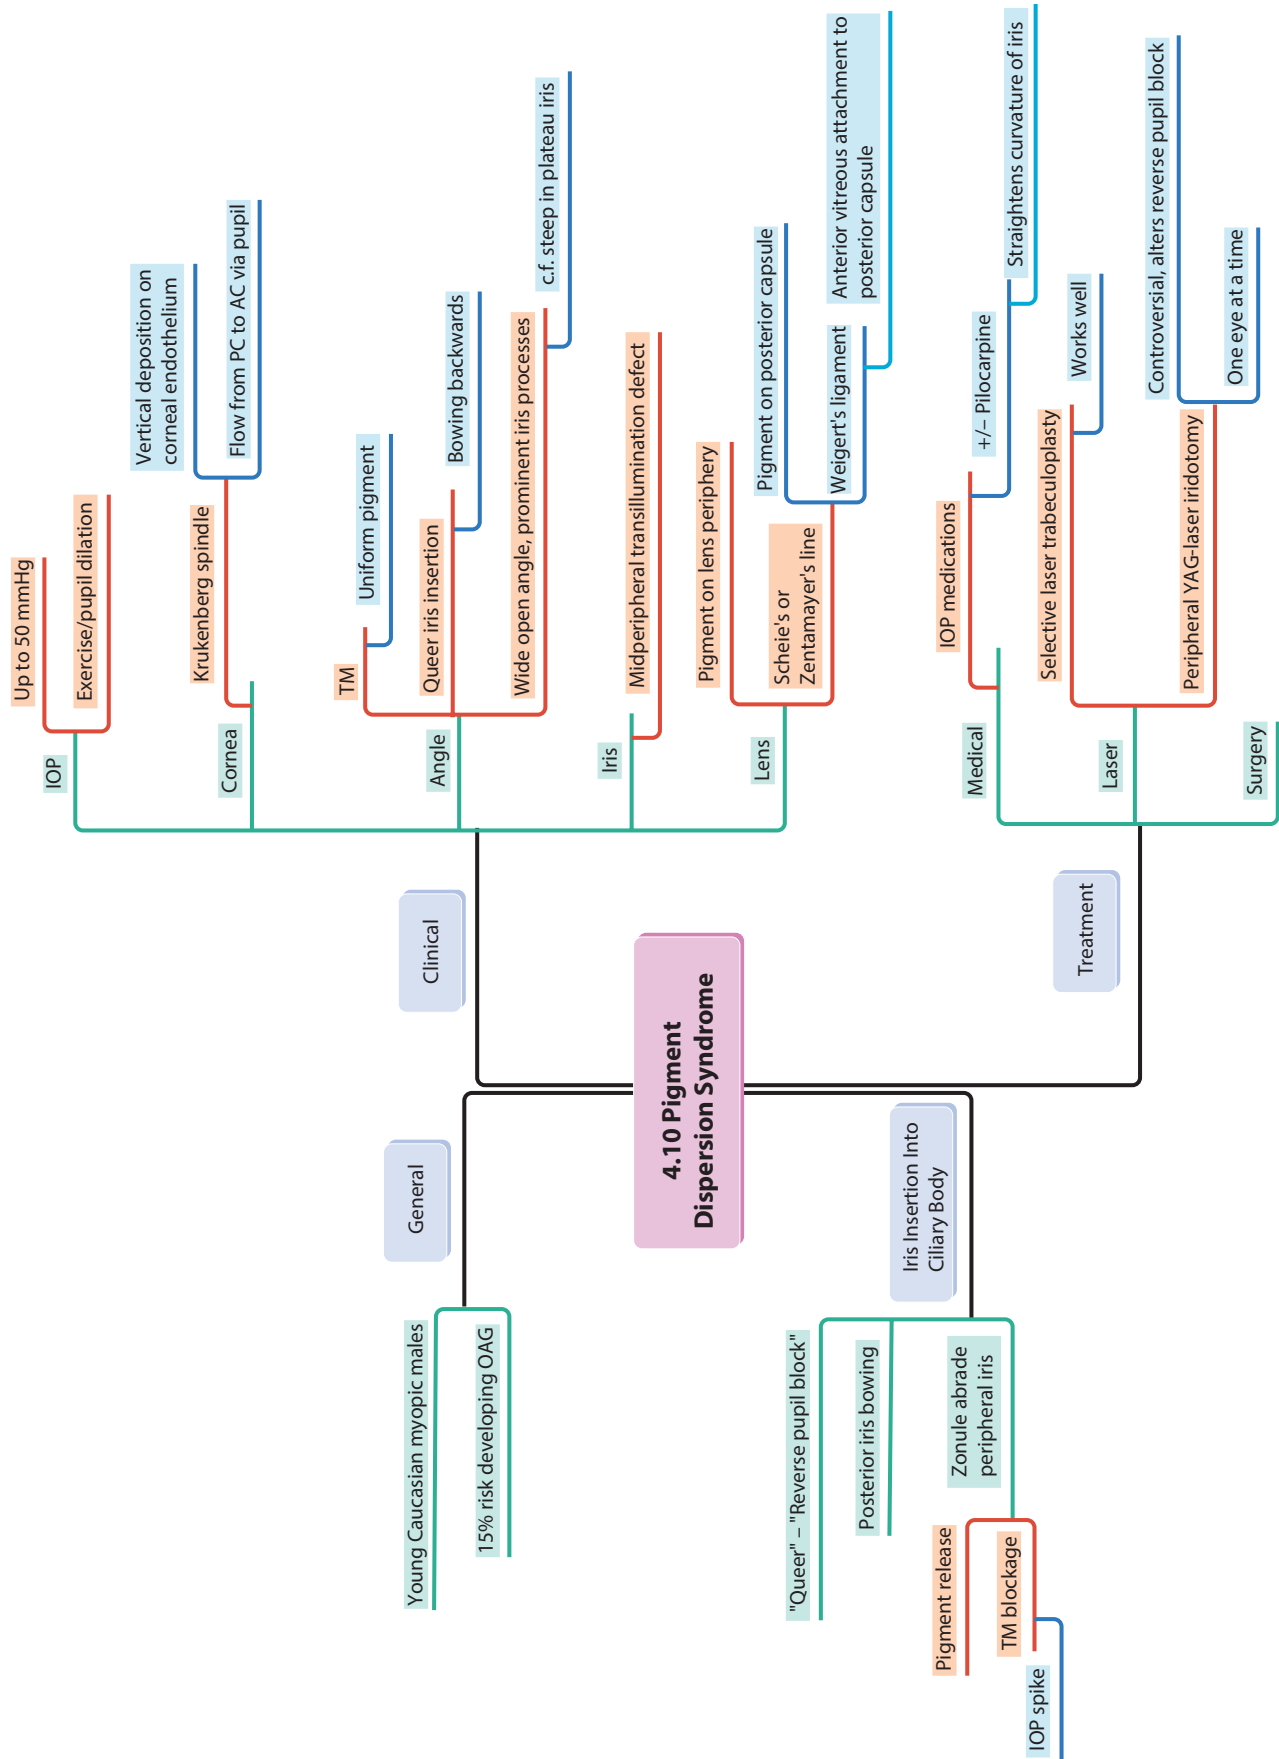 4.10 Pigment
Dispersion Syndrome
General
Young Caucasian myopic males
15% risk developing OAG
Iris Insertion Into
Ciliary Body
"Queer" – "Reverse pupil block"
Posterior iris bowing
Zonule abrade
peripheral iris
Pigment release
TM blockage
IOP spike
Clinical
IOP
Up to 50 mmHg
Exercise/pupil dilation
Cornea
Krukenberg spindle
Vertical deposition on
corneal endothelium
Flow from PC to AC via pupil
Angle
TM
Uniform pigment
Queer iris insertion
Bowing backwards
Wide open angle, prominent iris processes
c.f. steep in plateau iris
Iris
Midperipheral transillumination defect
Lens
Pigment on lens periphery
Scheie's or
Zentamayer's line
Pigment on posterior capsule
Weigert's ligament
Anterior vitreous attachment to
posterior capsule
Treatment
Medical
IOP medications
+/– Pilocarpine
Straightens curvature of iris
Laser
Selective laser trabeculoplasty
Works well
Peripheral YAG-laser iridotomy
Controversial, alters reverse pupil block
One eye at a time
Surgery